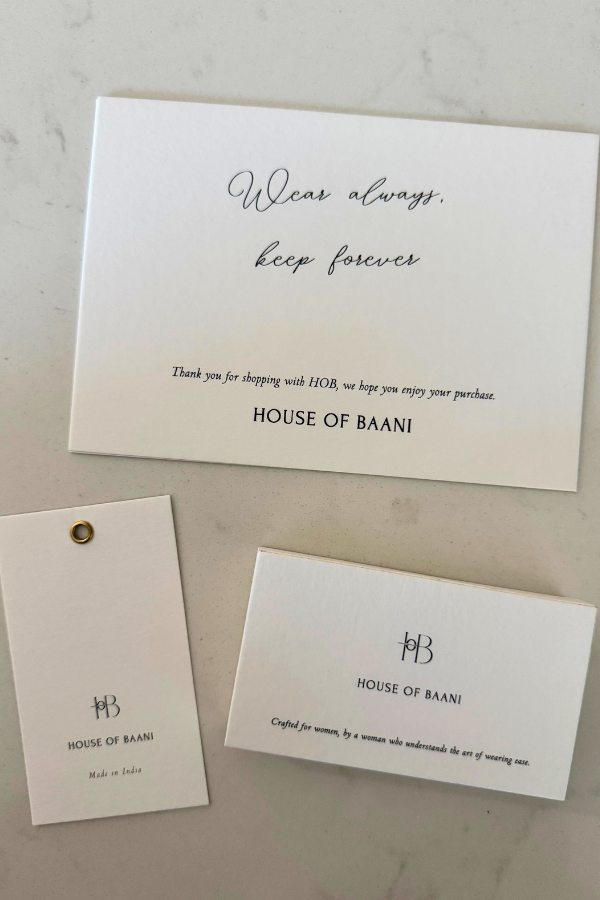 Wear always,
keep forever
Thank you for shopping with HOB, we hope you enjoy your purchase.
HOUSE OF BAANI
HoB
HOUSE OF BAANI
Made in India
HoB
HOUSE OF BAANI
Crafted for women, by a woman who understands the art of wearing ease.